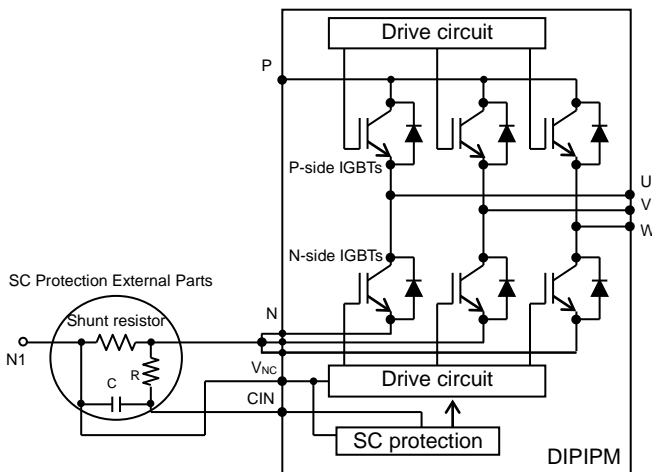 Drive circuit
P
P-side IGBTs
U
V
W
N-side IGBTs
SC Protection External Parts
Shunt resistor
N
N1
R
C
VNC
Drive circuit
CIN
SC protection
DIPIPM